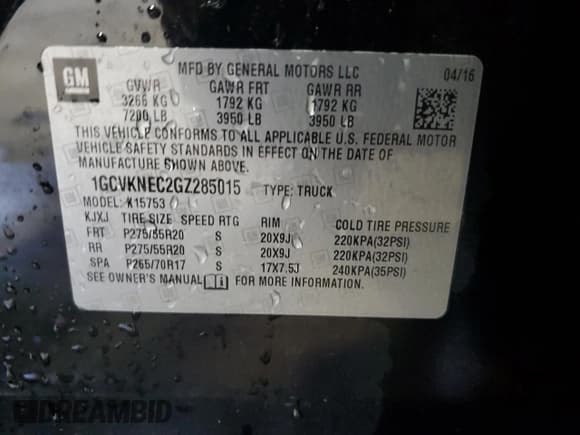 GM
MFD BY GENERAL MOTORS LLC 04/16
GVWR GAWR FRT GAWR RR
3266 KG 1792 KG 1792 KG
7200 LB 3950 LB 3950 LB
THIS VEHICLE CONFORMS TO ALL APPLICABLE U.S. FEDERAL MOTOR
VEHICLE SAFETY STANDARDS IN EFFECT ON THE DATE OF
MANUFACTURE SHOWN ABOVE.
1GCVKNEC2GZ285015 TYPE: TRUCK
MODEL: K15753
KJXJ TIRE SIZE SPEED RTG RIM COLD TIRE PRESSURE
FRT P275/55R20 S 20X9J 220KPA(32PSI)
RR P275/55R20 S 20X9J 220KPA(32PSI)
SPA P265/70R17 S 17X7.5J 240KPA(35PSI)
SEE OWNER'S MANUAL FOR MORE INFORMATION.
DREAMBID